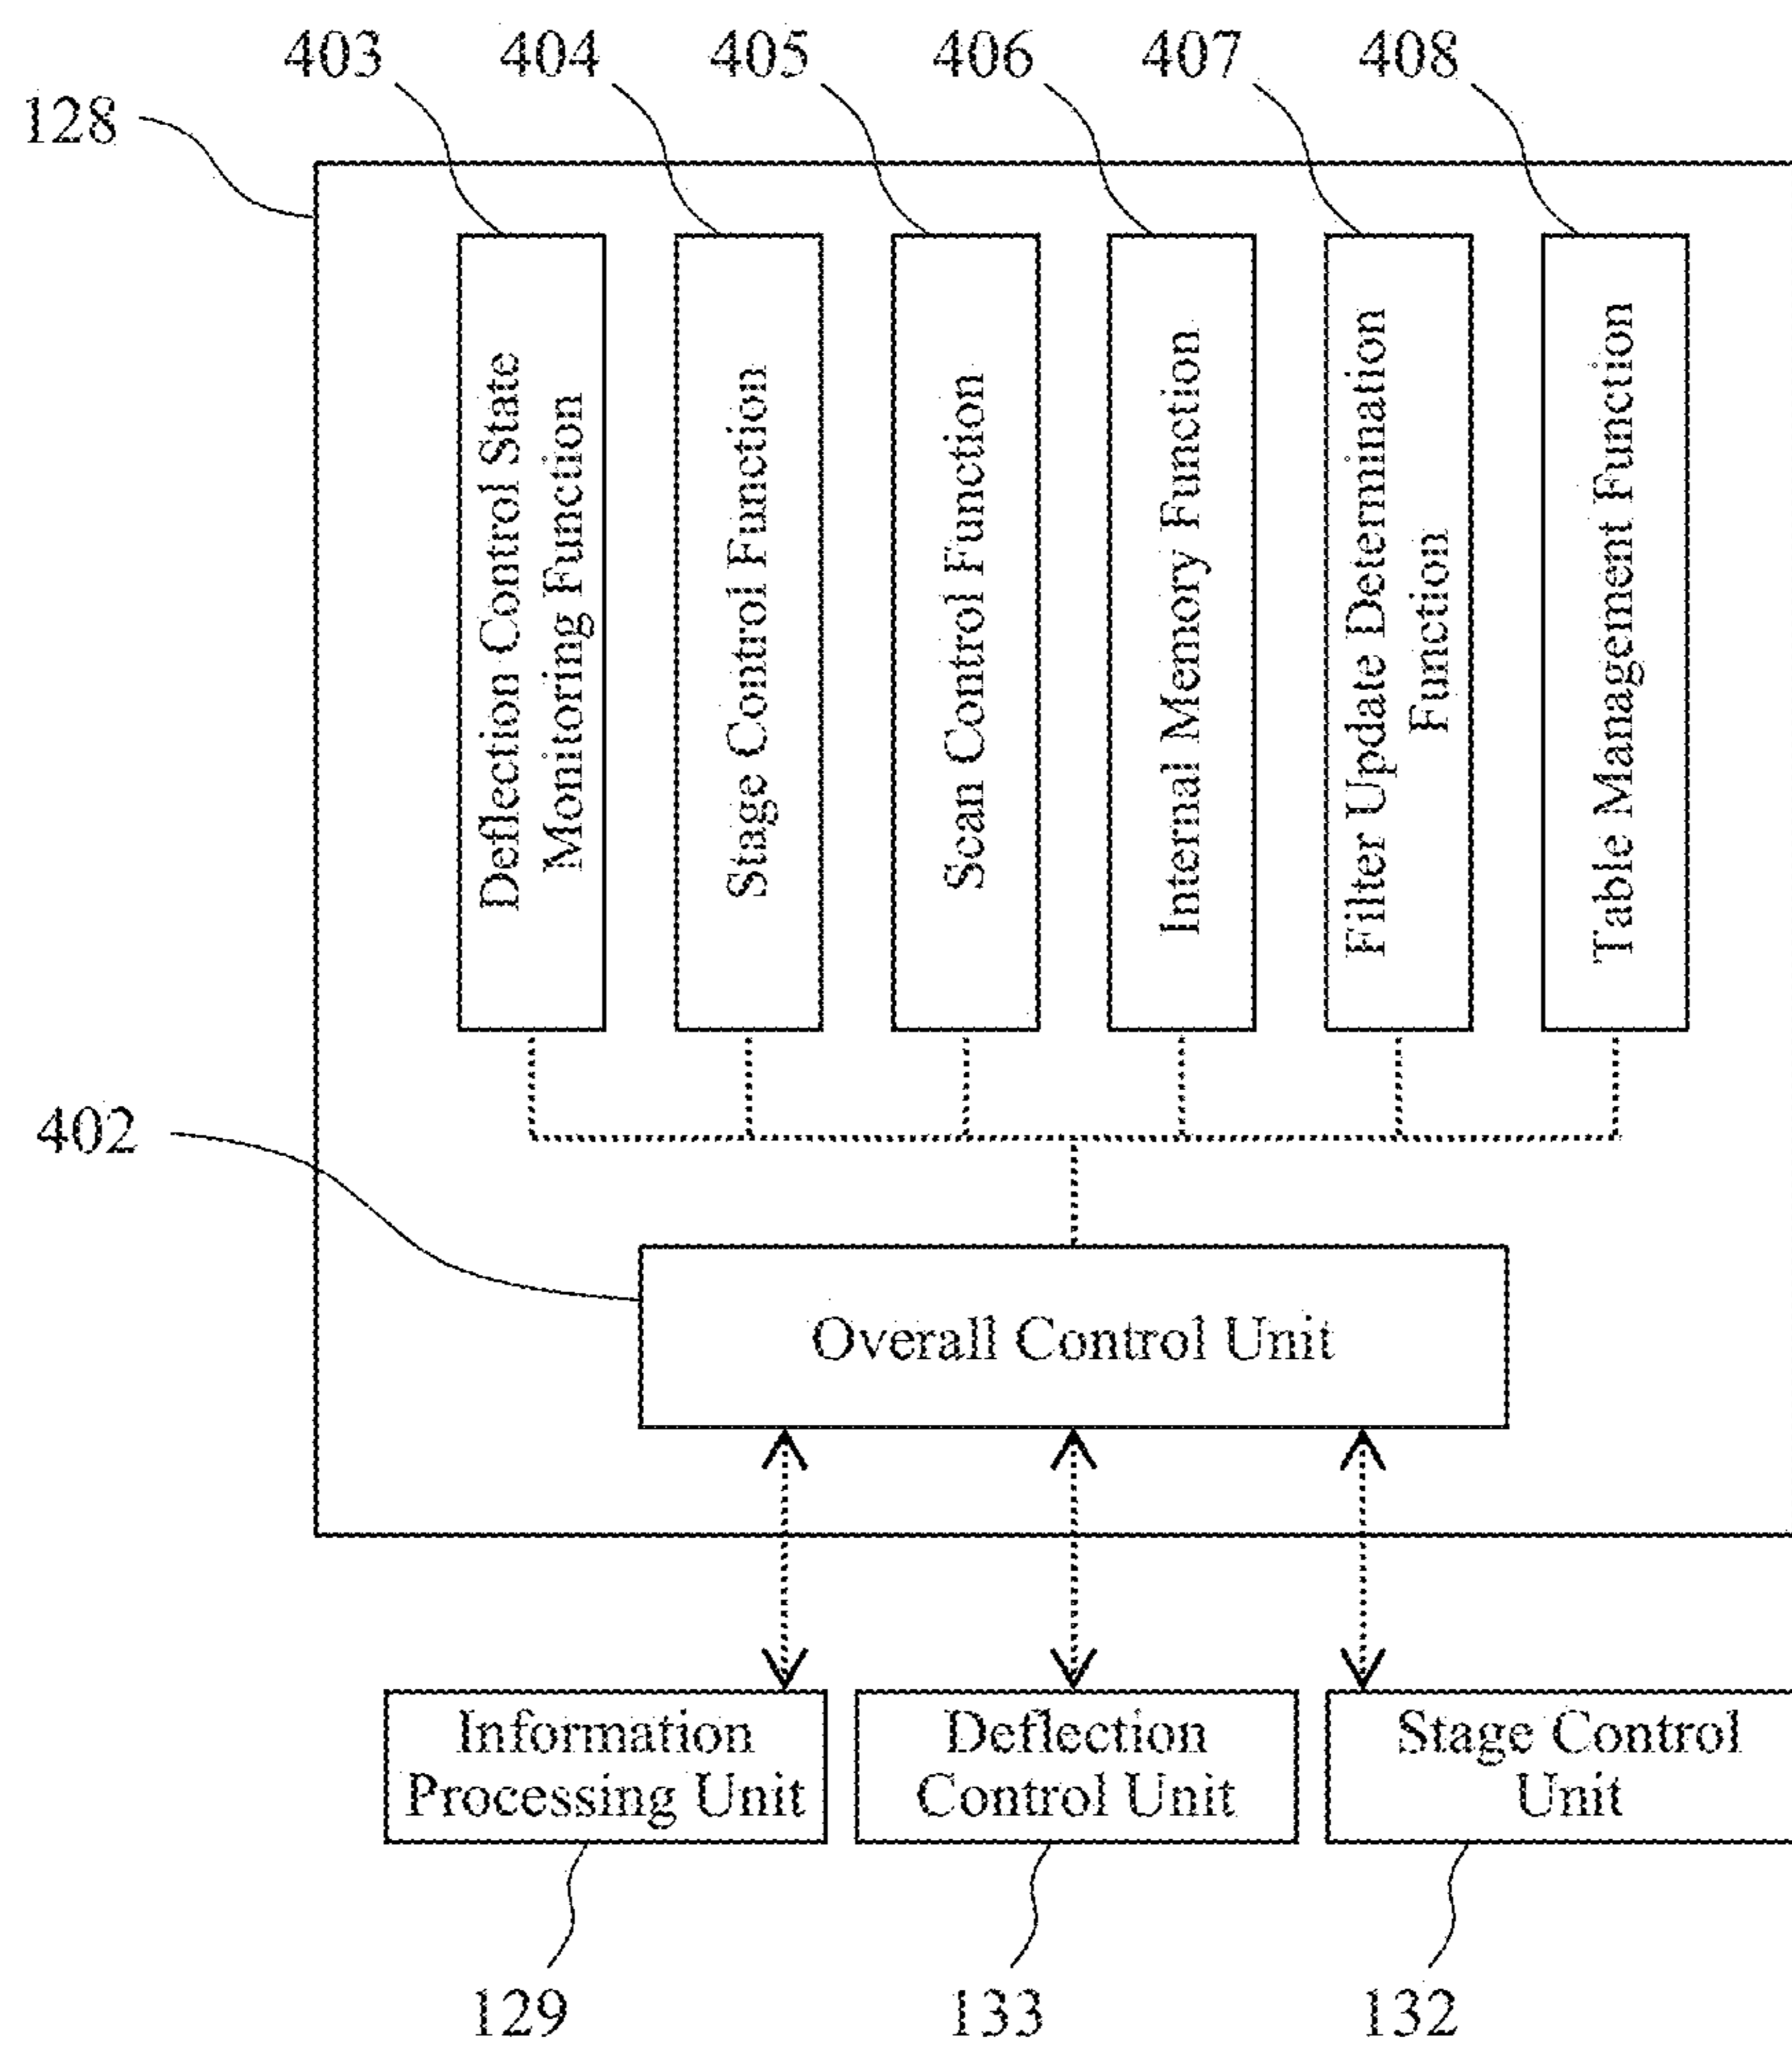 403 404 405 406 407 408
128
Deflection Control State
Monitoring Function
Stage Control Function
Scan Control Function
Internal Memory Function
Filter Update Determination
Function
Table Management Function
402
Overall Control Unit
Information
Processing Unit
Deflection
Control Unit
Stage Control
Unit
129 133 132